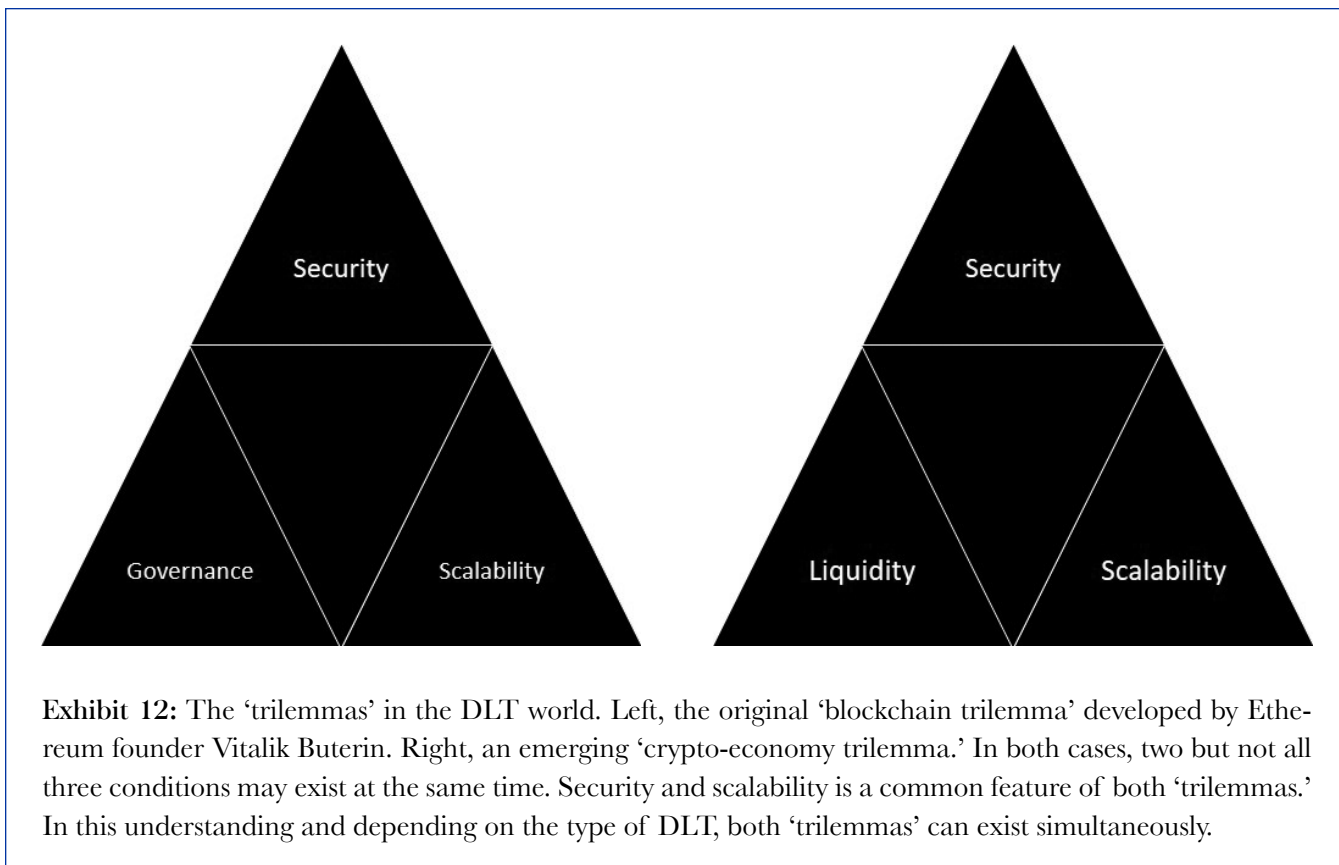 Security
Security
Governance
Scalability
Liquidity
Scalability
Exhibit 12: The ‘trilemmas’ in the DLT world. Left, the original ‘blockchain trilemma’ developed by Ethe-
reum founder Vitalik Buterin. Right, an emerging ‘crypto-economy trilemma.’ In both cases, two but not all
three conditions may exist at the same time. Security and scalability is a common feature of both ‘trilemmas.’
In this understanding and depending on the type of DLT, both ‘trilemmas’ can exist simultaneously.